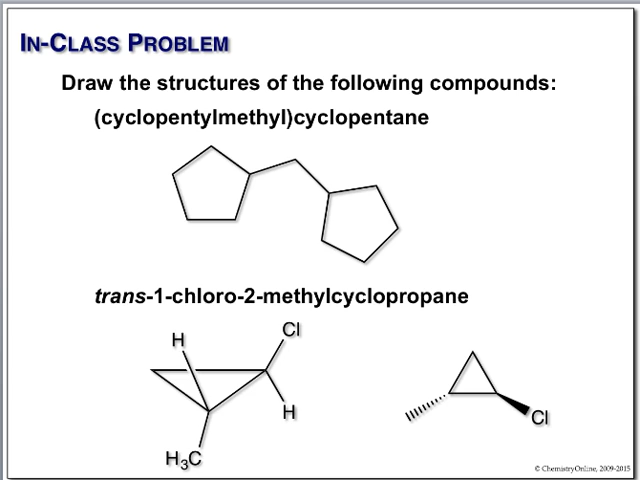 IN-CLASS PROBLEM
Draw the structures of the following compounds:
(cyclopentylmethyl)cyclopentane
trans-1-chloro-2-methylcyclopropane
Cl
H
H
Cl
H3C
© ChemistryOnline, 2009-2015